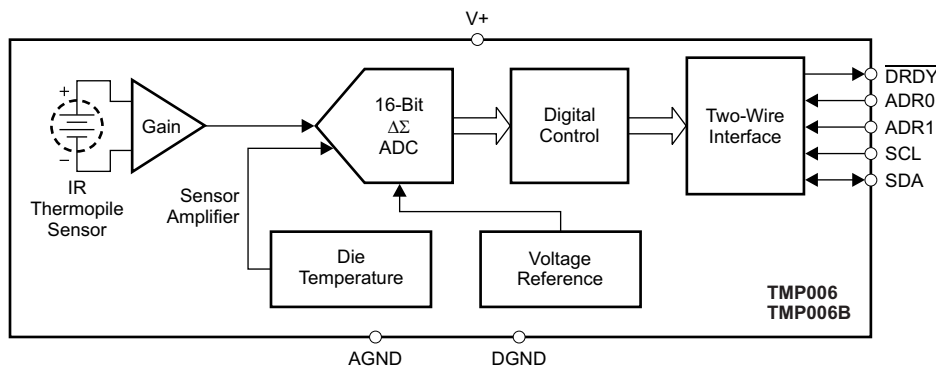 V+
+
−
IR
Thermopile
Sensor
Gain
Sensor
Amplifier
16-Bit
ΔΣ
ADC
Digital
Control
Two-Wire
Interface
DRDY
ADR0
ADR1
SCL
SDA
Die
Temperature
Voltage
Reference
TMP006
TMP006B
AGND
DGND